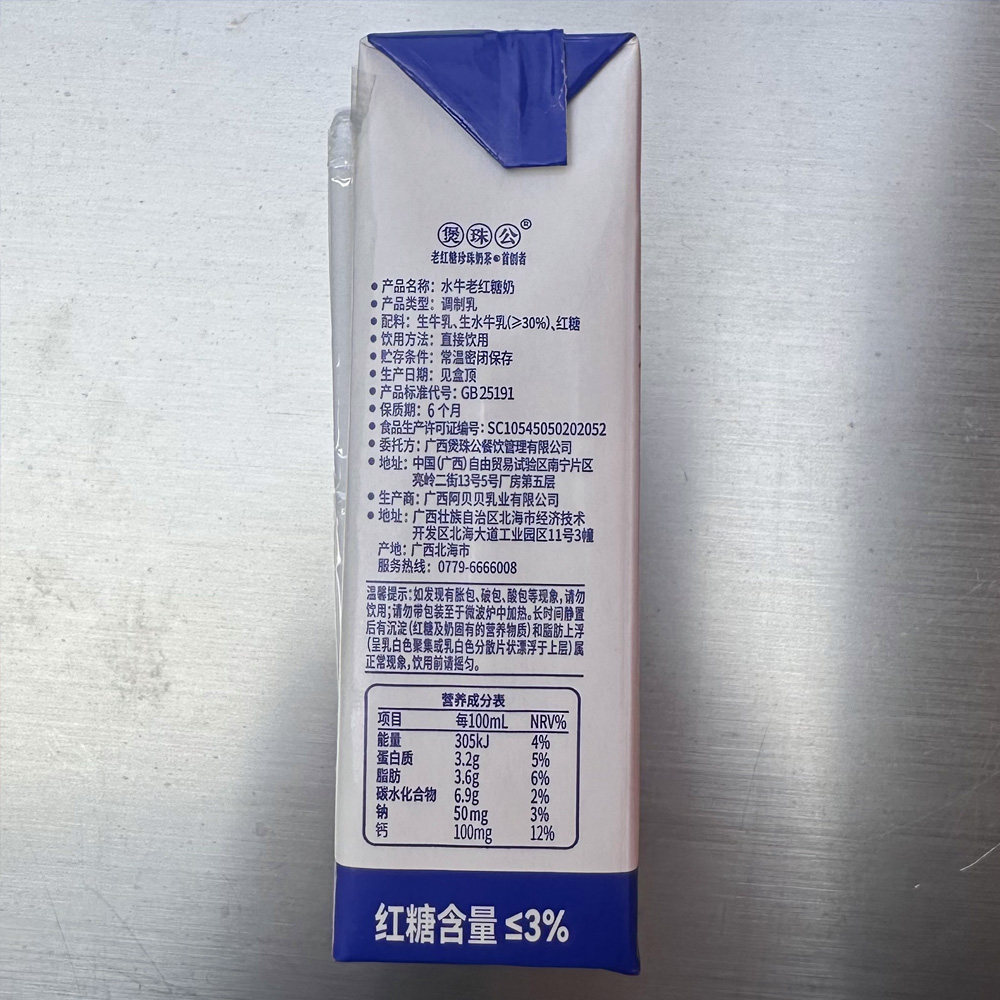 煲珠公®
老红糖珍珠奶茶首创者
● 产品名称：水牛老红糖奶
● 产品类型：调制乳
● 配料：生牛乳、生水牛乳(≥30%)、红糖
● 饮用方法：直接饮用
● 贮存条件：常温密闭保存
● 生产日期：见盒顶
● 产品标准代号：GB 25191
● 保质期：6 个月
● 食品生产许可证编号：SC10545050202052
● 委托方：广西煲珠公餐饮管理有限公司
● 地址：中国(广西)自由贸易试验区南宁片区
亮岭二街13号5号厂房第五层
● 生产商：广西阿贝贝乳业有限公司
● 地址：广西壮族自治区北海市经济技术
开发区北海大道工业园区11号3幢
产地：广西北海市
服务热线：0779-6666008
温馨提示：如发现有胀包、破包、酸包等现象，请勿
饮用；请勿带包装至于微波炉中加热。长时间静置
后有沉淀(红糖及奶固有的营养物质)和脂肪上浮
(呈乳白色聚集或乳白色分散片状漂浮于上层)属
正常现象，饮用前请摇匀。
营养成分表
项目 每100mL NRV%
能量 305kJ 4%
蛋白质 3.2g 5%
脂肪 3.6g 6%
碳水化合物 6.9g 2%
钠 50mg 3%
钙 100mg 12%
红糖含量 ≤3%